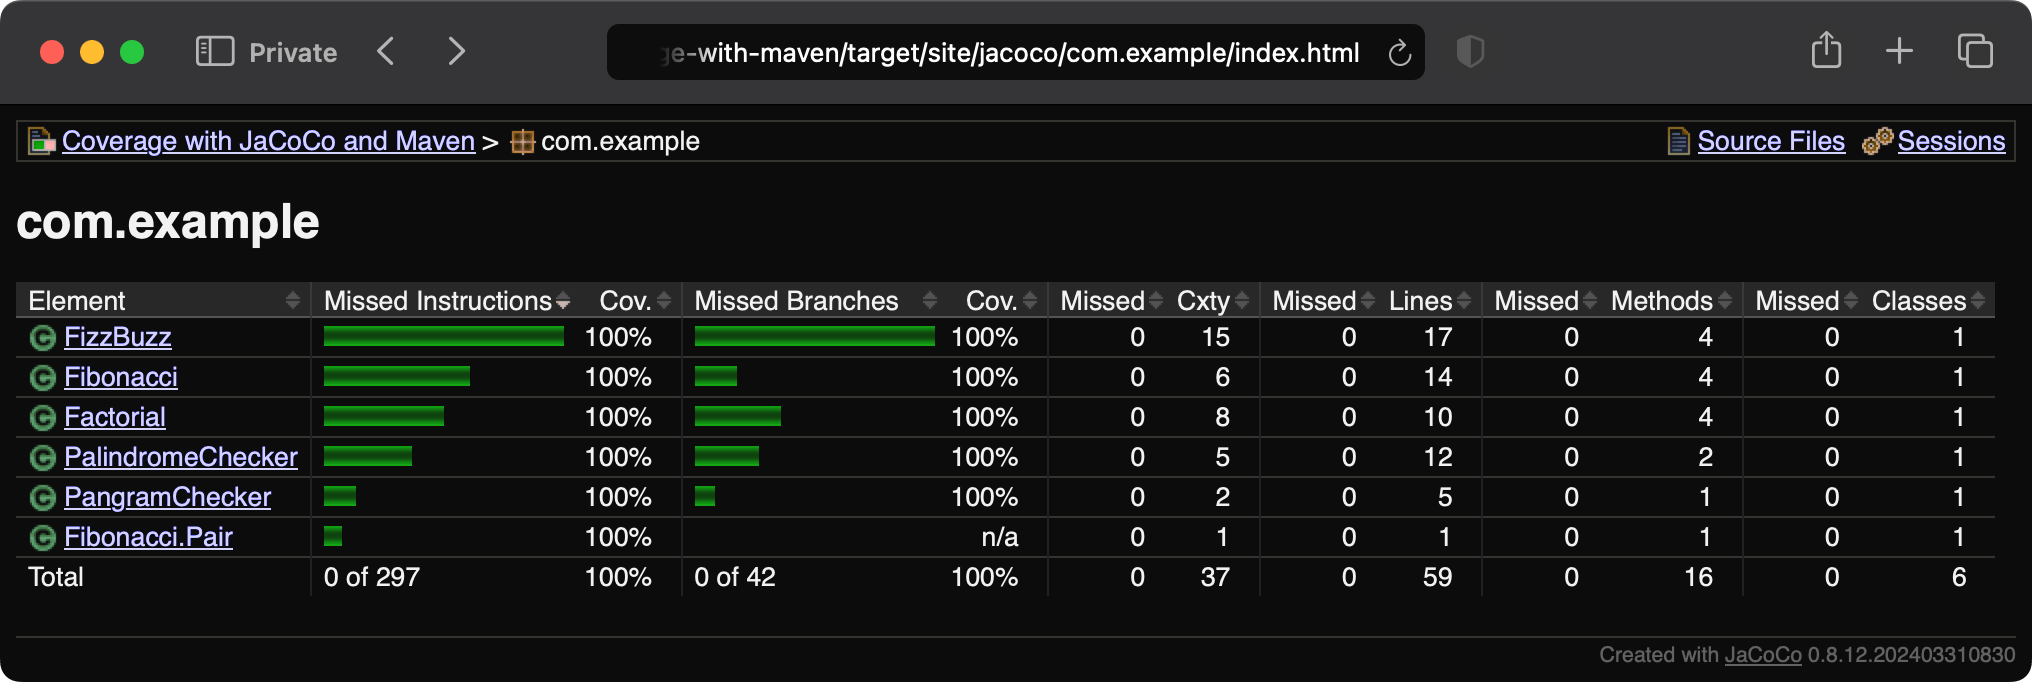 Private
ge-with-maven/target/site/jacoco/com.example/index.html
Coverage with JaCoCo and Maven > com.example Source Files Sessions
com.example
Element Missed Instructions Cov. Missed Branches Cov. Missed Cxty Missed Lines Missed Methods Missed Classes
FizzBuzz 100% 100% 0 15 0 17 0 4 0 1
Fibonacci 100% 100% 0 6 0 14 0 4 0 1
Factorial 100% 100% 0 8 0 10 0 4 0 1
PalindromeChecker 100% 100% 0 5 0 12 0 2 0 1
PangramChecker 100% 100% 0 2 0 5 0 1 0 1
Fibonacci.Pair 100% n/a 0 1 0 1 0 1 0 1
Total 0 of 297 100% 0 of 42 100% 0 37 0 59 0 16 0 6
Created with JaCoCo 0.8.12.202403310830